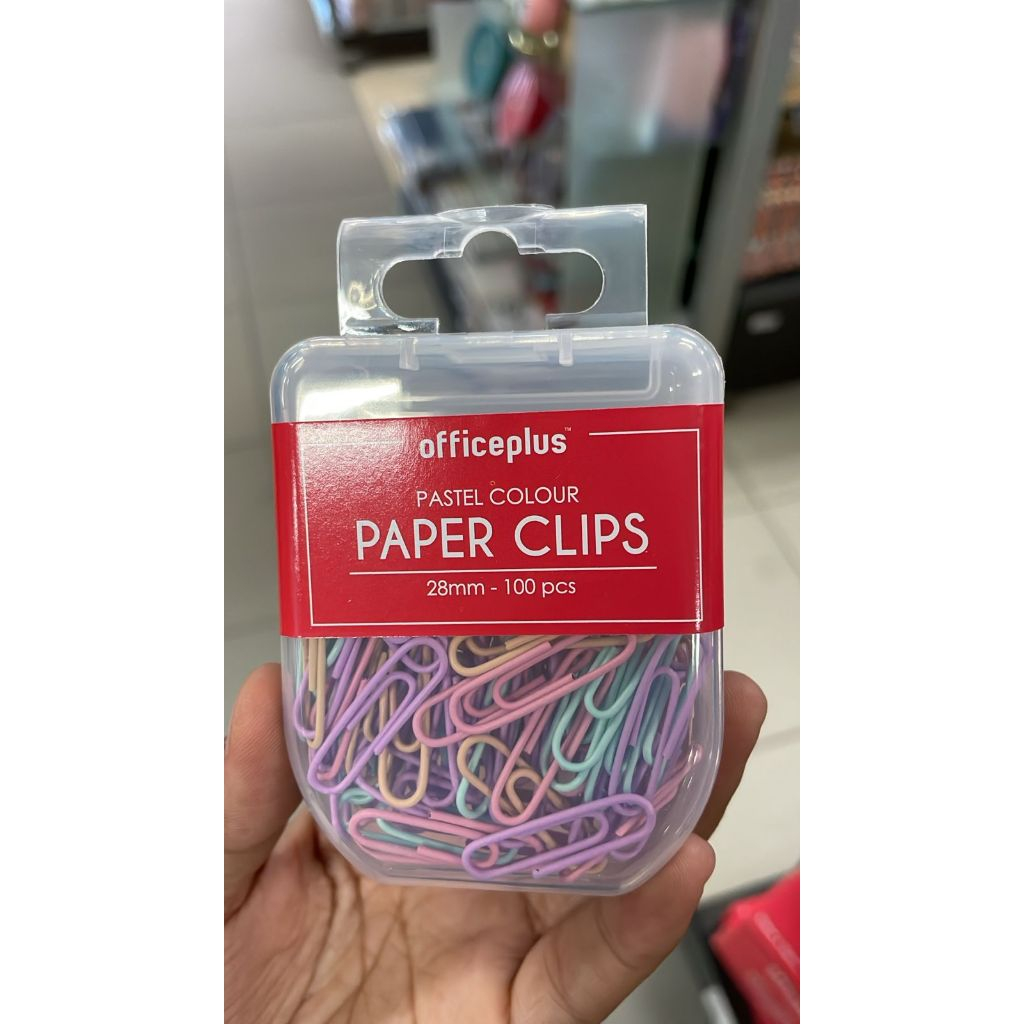 officeplus™
PASTEL COLOUR
PAPER CLIPS
28mm - 100 pcs